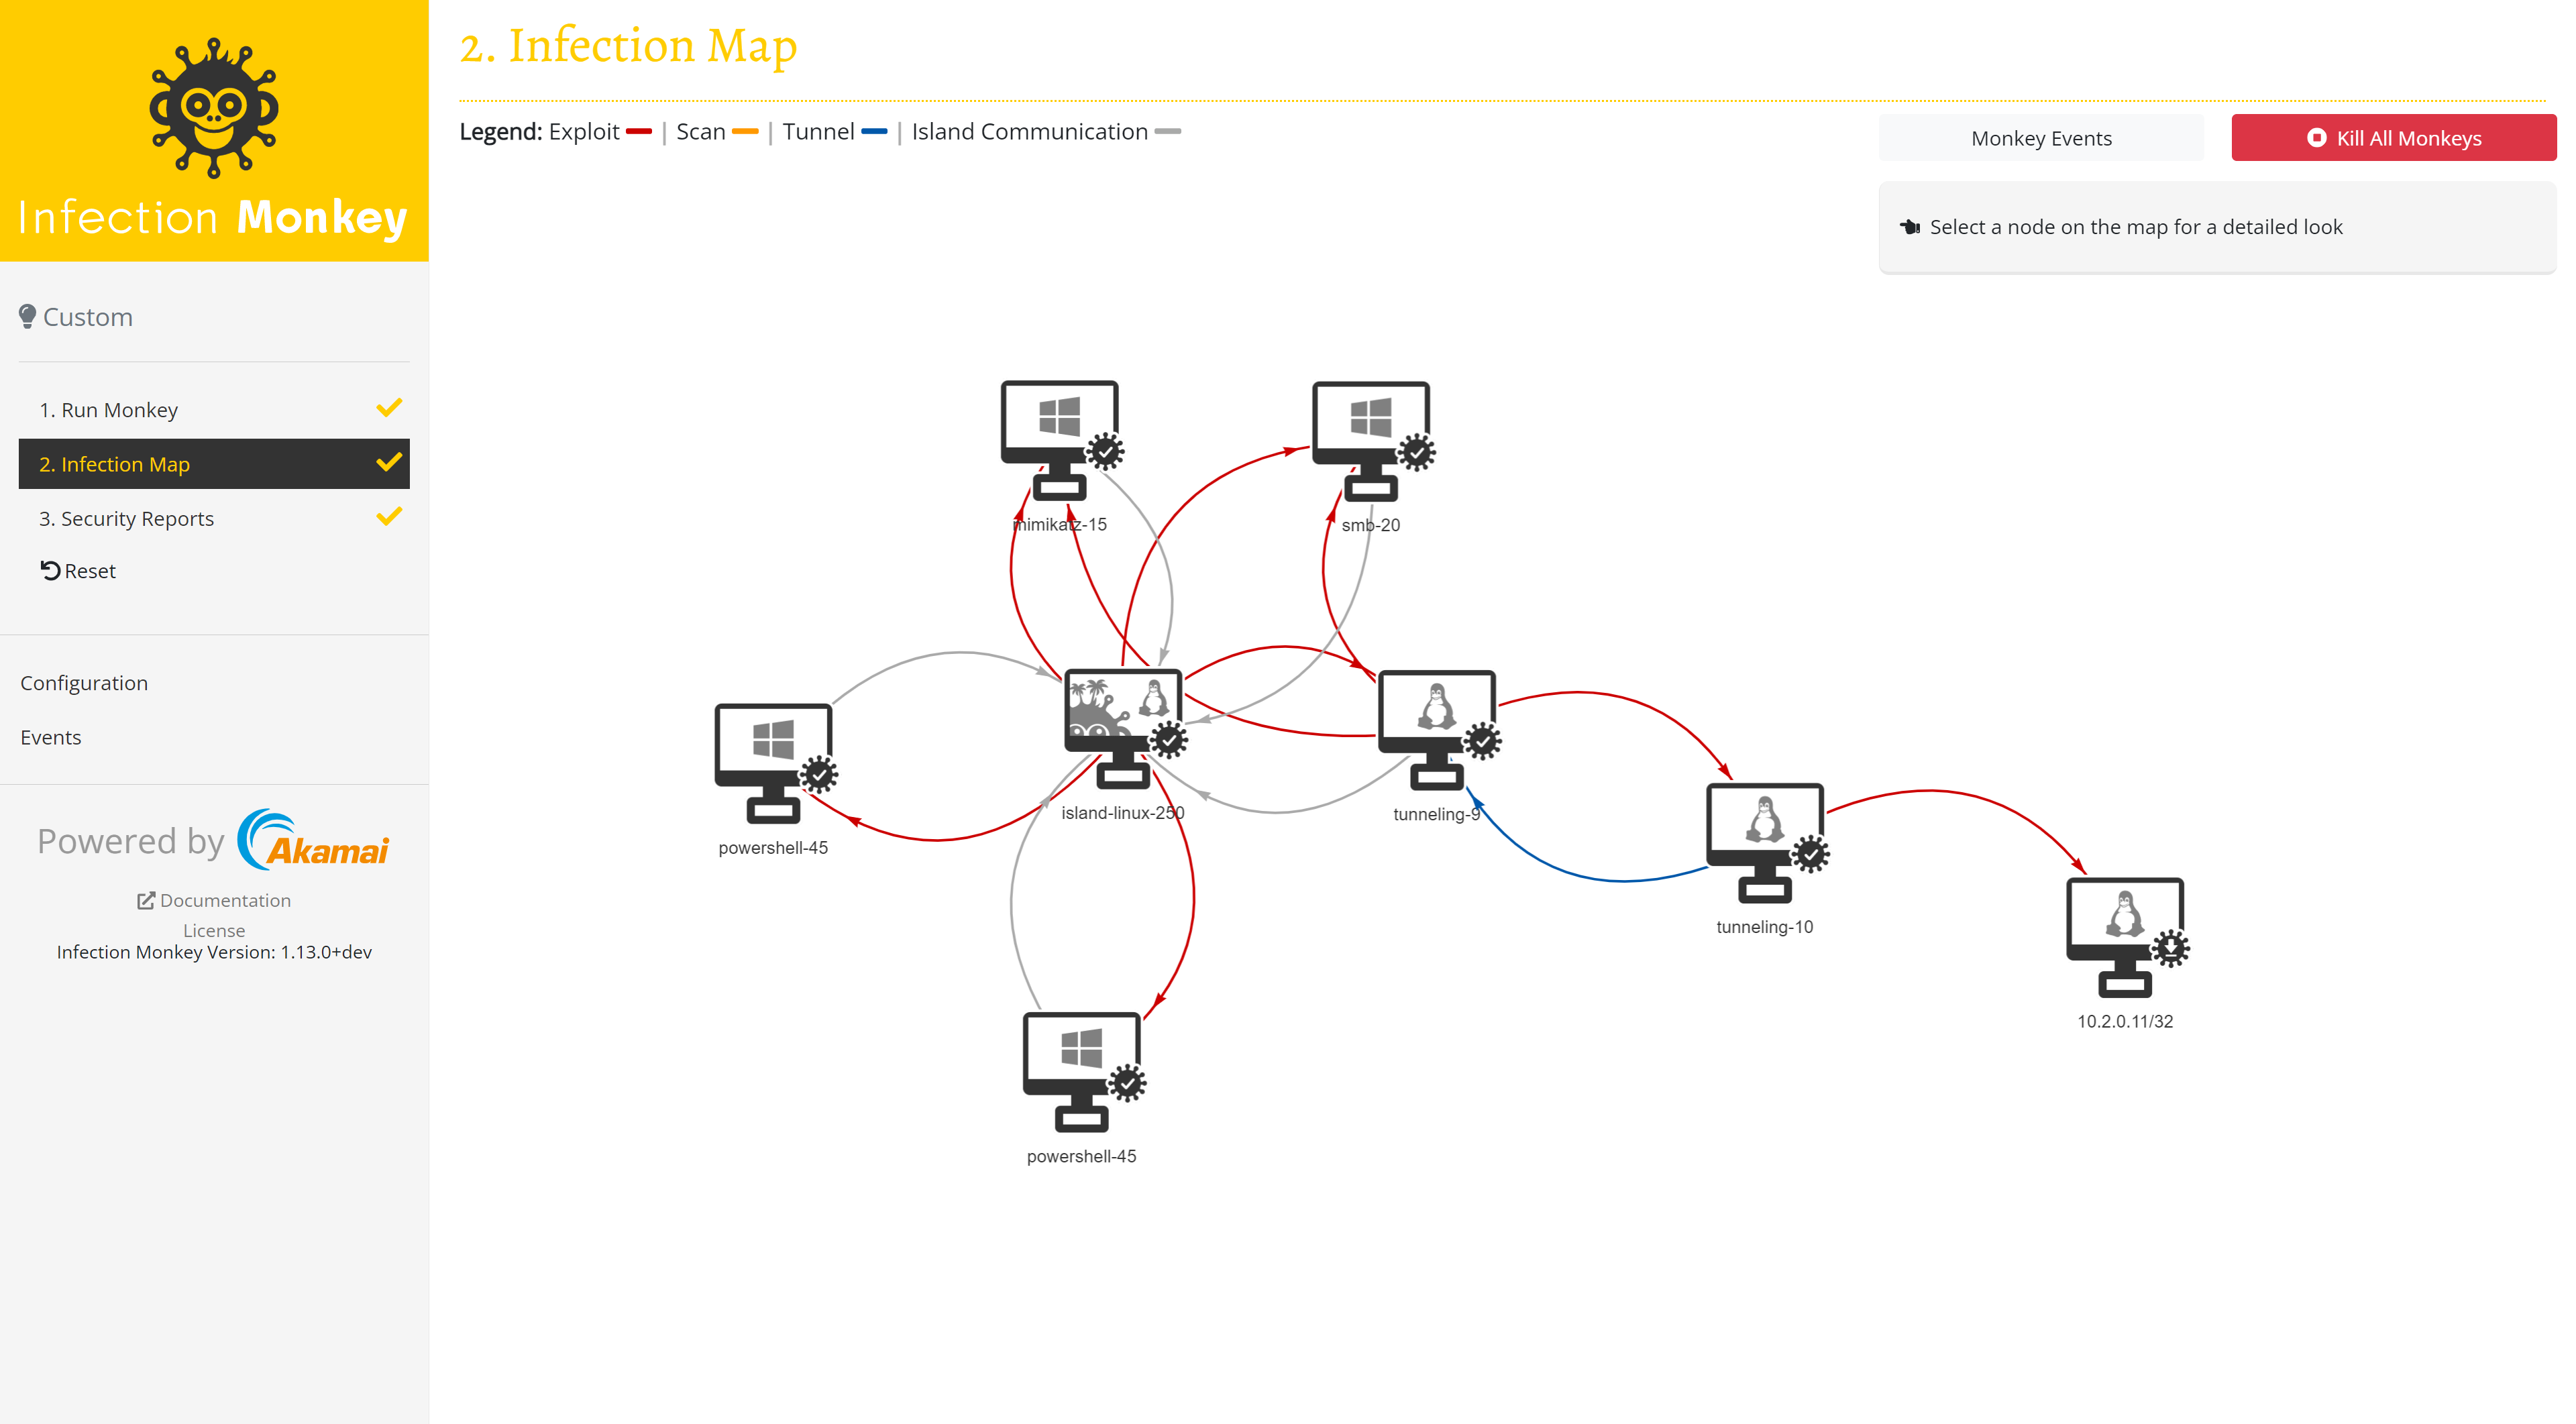 Infection Monkey
Custom
1. Run Monkey
2. Infection Map
3. Security Reports
Reset
Configuration
Events
Powered by Akamai
Documentation
License
Infection Monkey Version: 1.13.0+dev
2. Infection Map
Legend: Exploit | Scan | Tunnel | Island Communication
Monkey Events
Kill All Monkeys
Select a node on the map for a detailed look
mimikatz-15
smb-20
island-linux-250
tunneling-9
powershell-45
tunneling-10
10.2.0.11/32
powershell-45